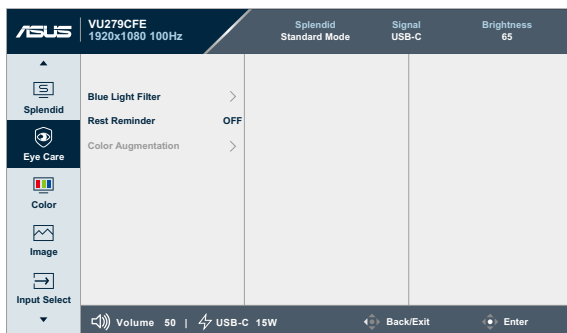 ASUS
VU279CFE
1920x1080 100Hz
Splendid
Standard Mode
Signal
USB-C
Brightness
65
Splendid
Eye Care
Color
Image
Input Select
Blue Light Filter
Rest Reminder OFF
Color Augmentation
Volume 50 | USB-C 15W
Back/Exit
Enter